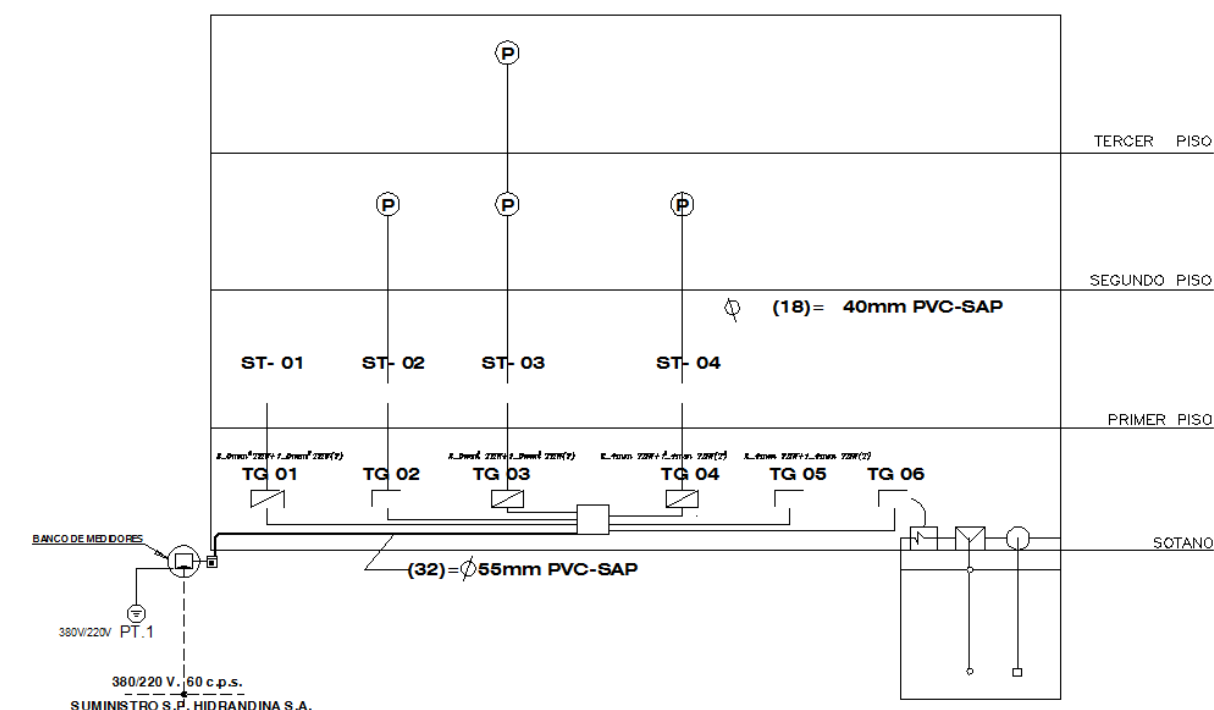 P
TERCER PISO
P P P
SEGUNDO PISO
(18)= 40mm PVC-SAP
ST- 01 ST- 02 ST- 03 ST- 04
PRIMER PISO
TG 01 TG 02 TG 03 TG 04 TG 05 TG 06
BANCO DE MEDIDORES
SOTANO
(32)=∅55mm PVC-SAP
380V/220V PT.1
380/220 V. 60 c.p.s.
SUMINISTRO S.P. HIDRANDINA S.A.